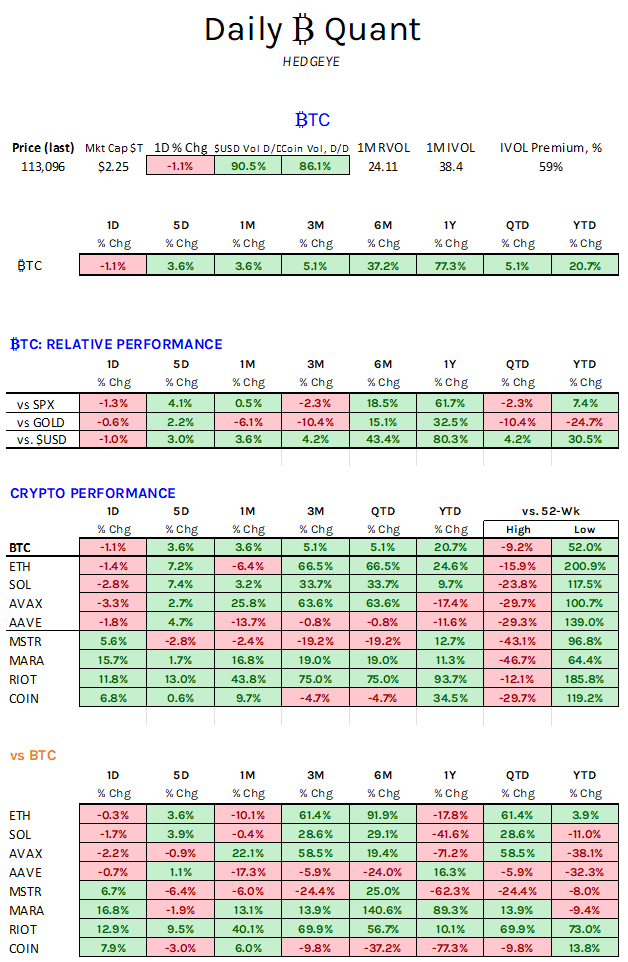 Daily ₿ Quant
HEDGEYE
₿TC
Price (last) Mkt Cap $T 1D % Chg $USD Vol D/D Coin Vol, D/D 1M RVOL 1M IVOL IVOL Premium, %
113,096 $2.25 -1.1% 90.5% 86.1% 24.11 38.4 59%
1D 5D 1M 3M 6M 1Y QTD YTD
% Chg % Chg % Chg % Chg % Chg % Chg % Chg % Chg
₿TC -1.1% 3.6% 3.6% 5.1% 37.2% 77.3% 5.1% 20.7%
₿TC: RELATIVE PERFORMANCE
1D 5D 1M 3M 6M 1Y QTD YTD
% Chg % Chg % Chg % Chg % Chg % Chg % Chg % Chg
vs SPX -1.3% 4.1% 0.5% -2.3% 18.5% 61.7% -2.3% 7.4%
vs GOLD -0.6% 2.2% -6.1% -10.4% 15.1% 32.5% -10.4% -24.7%
vs. $USD -1.0% 3.0% 3.6% 4.2% 43.4% 80.3% 4.2% 30.5%
CRYPTO PERFORMANCE
1D 5D 1M 3M QTD YTD vs. 52-Wk
% Chg % Chg % Chg % Chg % Chg % Chg High Low
BTC -1.1% 3.6% 3.6% 5.1% 5.1% 20.7% -9.2% 52.0%
ETH -1.4% 7.2% -6.4% 66.5% 66.5% 24.6% -15.9% 200.9%
SOL -2.8% 7.4% 3.2% 33.7% 33.7% 9.7% -23.8% 117.5%
AVAX -3.3% 2.7% 25.8% 63.6% 63.6% -17.4% -29.7% 100.7%
AAVE -1.8% 4.7% -13.7% -0.8% -0.8% -11.6% -29.3% 139.0%
MSTR 5.6% -2.8% -2.4% -19.2% -19.2% 12.7% -43.1% 96.8%
MARA 15.7% 1.7% 16.8% 19.0% 19.0% 11.3% -46.7% 64.4%
RIOT 11.8% 13.0% 43.8% 75.0% 75.0% 93.7% -12.1% 185.8%
COIN 6.8% 0.6% 9.7% -4.7% -4.7% 34.5% -29.7% 119.2%
vs BTC
1D 5D 1M 3M 6M 1Y QTD YTD
% Chg % Chg % Chg % Chg % Chg % Chg % Chg % Chg
ETH -0.3% 3.6% -10.1% 61.4% 91.9% -17.8% 61.4% 3.9%
SOL -1.7% 3.9% -0.4% 28.6% 29.1% -41.6% 28.6% -11.0%
AVAX -2.2% -0.9% 22.1% 58.5% 19.4% -71.2% 58.5% -38.1%
AAVE -0.7% 1.1% -17.3% -5.9% -24.0% 16.3% -5.9% -32.3%
MSTR 6.7% -6.4% -6.0% -24.4% 25.0% -62.3% -24.4% -8.0%
MARA 16.8% -1.9% 13.1% 13.9% 140.6% 89.3% 13.9% -9.4%
RIOT 12.9% 9.5% 40.1% 69.9% 56.7% 10.1% 69.9% 73.0%
COIN 7.9% -3.0% 6.0% -9.8% -37.2% -77.3% -9.8% 13.8%